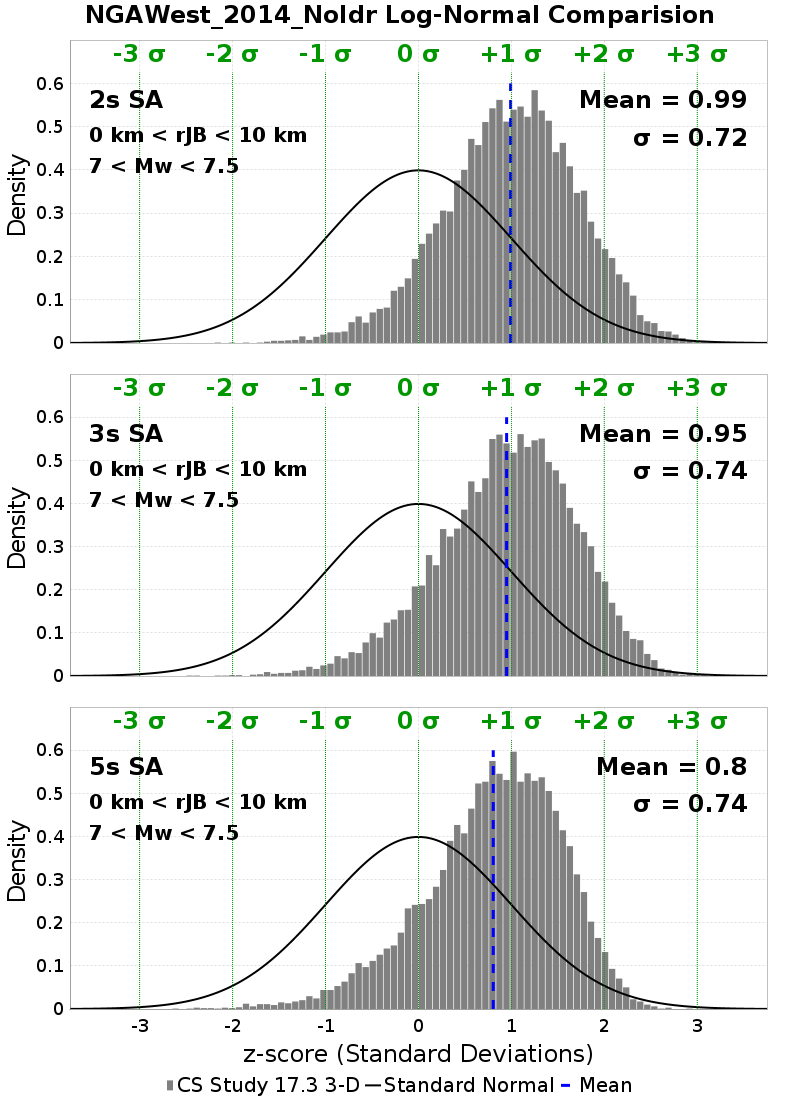 NGAWest_2014_NoIdr Log-Normal Comparision
-3 σ -2 σ -1 σ 0 σ +1 σ +2 σ +3 σ
2s SA
Mean = 0.99
0 km < rJB < 10 km
σ = 0.72
7 < Mw < 7.5
Density
0.6
0.5
0.4
0.3
0.2
0.1
0
-3 σ -2 σ -1 σ 0 σ +1 σ +2 σ +3 σ
3s SA
Mean = 0.95
0 km < rJB < 10 km
σ = 0.74
7 < Mw < 7.5
Density
0.6
0.5
0.4
0.3
0.2
0.1
0
-3 σ -2 σ -1 σ 0 σ +1 σ +2 σ +3 σ
5s SA
Mean = 0.8
0 km < rJB < 10 km
σ = 0.74
7 < Mw < 7.5
Density
0.6
0.5
0.4
0.3
0.2
0.1
0
-3 -2 -1 0 1 2 3
z-score (Standard Deviations)
CS Study 17.3 3-D Standard Normal Mean